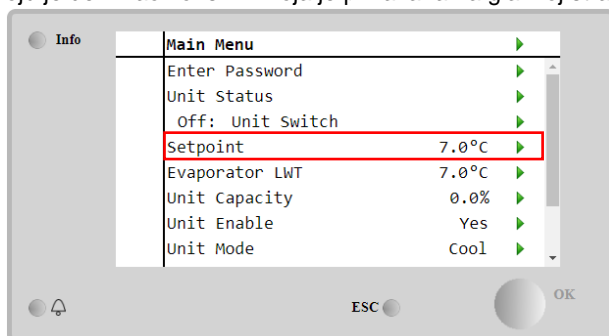 Info
Main Menu
Enter Password
Unit Status
Off: Unit Switch
Setpoint 7.0°C
Evaporator LWT 7.0°C
Unit Capacity 0.0%
Unit Enable Yes
Unit Mode Cool
ESC
OK